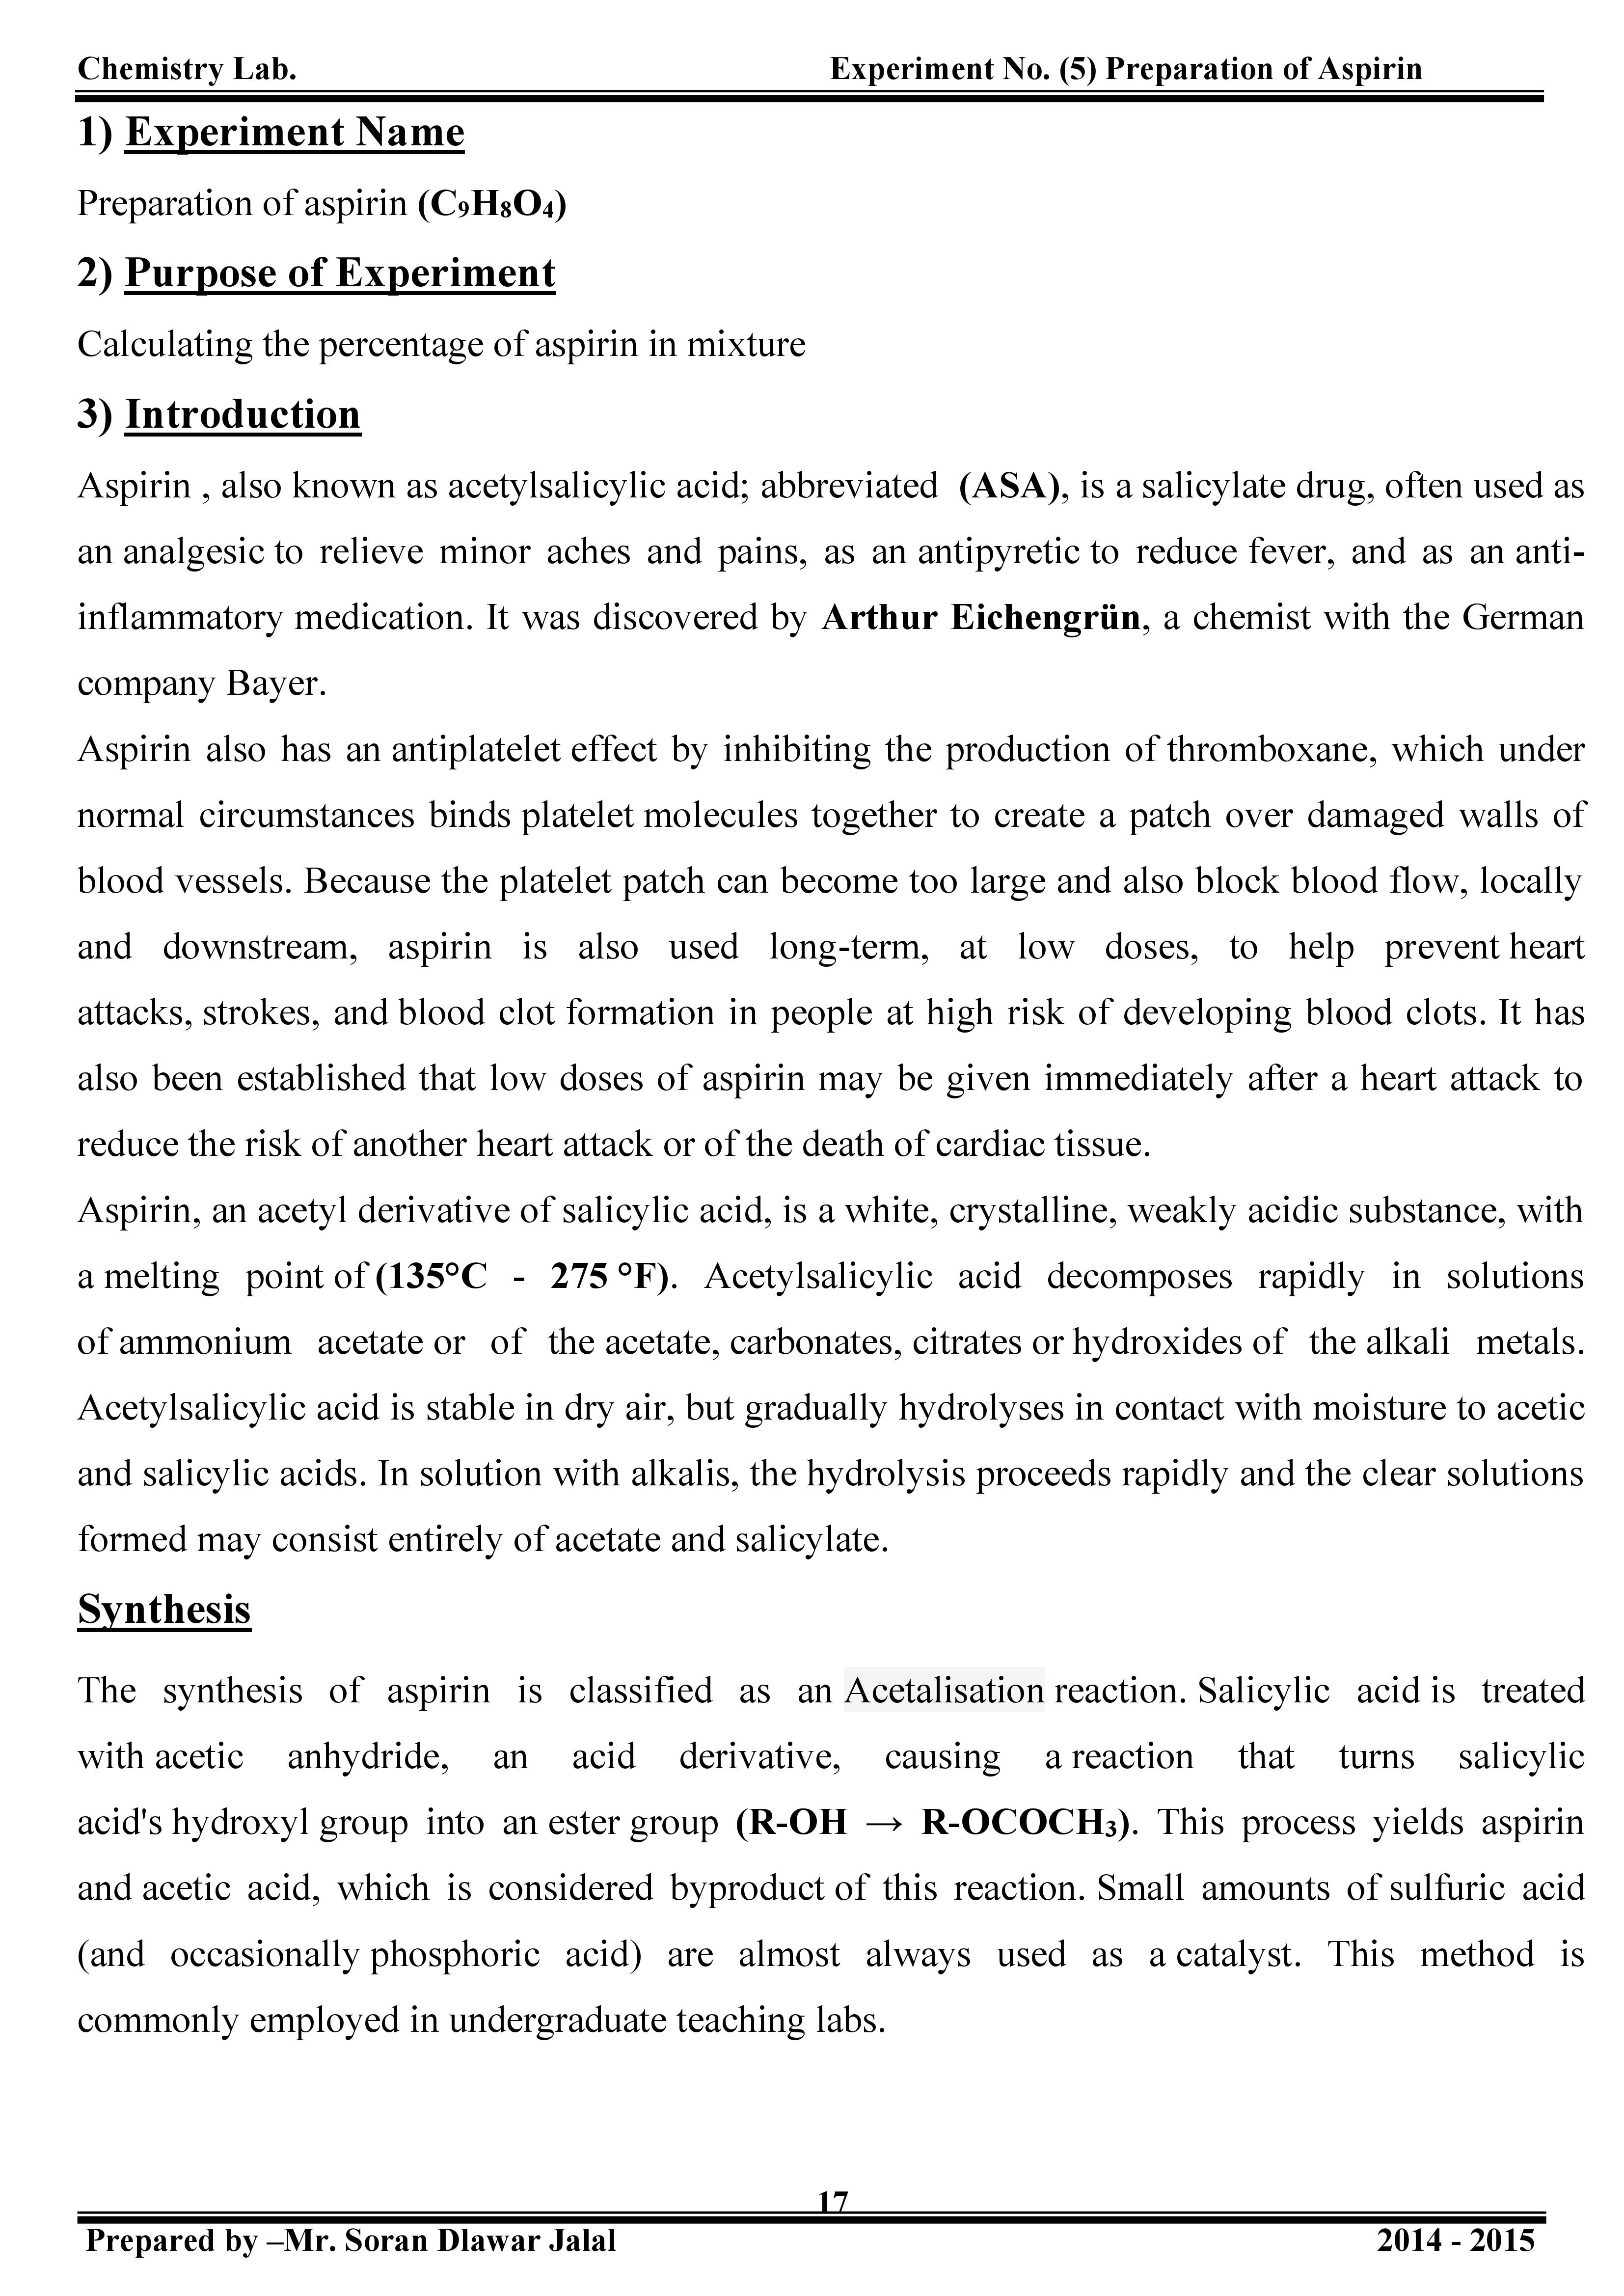 Chemistry Lab. Experiment No. (5) Preparation of Aspirin
1) Experiment Name
Preparation of aspirin (C₉H₈O₄)
2) Purpose of Experiment
Calculating the percentage of aspirin in mixture
3) Introduction
Aspirin , also known as acetylsalicylic acid; abbreviated (ASA), is a salicylate drug, often used as
an analgesic to relieve minor aches and pains, as an antipyretic to reduce fever, and as an anti-
inflammatory medication. It was discovered by Arthur Eichengrün, a chemist with the German
company Bayer.
Aspirin also has an antiplatelet effect by inhibiting the production of thromboxane, which under
normal circumstances binds platelet molecules together to create a patch over damaged walls of
blood vessels. Because the platelet patch can become too large and also block blood flow, locally
and downstream, aspirin is also used long-term, at low doses, to help prevent heart
attacks, strokes, and blood clot formation in people at high risk of developing blood clots. It has
also been established that low doses of aspirin may be given immediately after a heart attack to
reduce the risk of another heart attack or of the death of cardiac tissue.
Aspirin, an acetyl derivative of salicylic acid, is a white, crystalline, weakly acidic substance, with
a melting point of (135°C - 275 °F). Acetylsalicylic acid decomposes rapidly in solutions
of ammonium acetate or of the acetate, carbonates, citrates or hydroxides of the alkali metals.
Acetylsalicylic acid is stable in dry air, but gradually hydrolyses in contact with moisture to acetic
and salicylic acids. In solution with alkalis, the hydrolysis proceeds rapidly and the clear solutions
formed may consist entirely of acetate and salicylate.
Synthesis
The synthesis of aspirin is classified as an Acetalisation reaction. Salicylic acid is treated
with acetic anhydride, an acid derivative, causing a reaction that turns salicylic
acid's hydroxyl group into an ester group (R-OH → R-OCOCH₃). This process yields aspirin
and acetic acid, which is considered byproduct of this reaction. Small amounts of sulfuric acid
(and occasionally phosphoric acid) are almost always used as a catalyst. This method is
commonly employed in undergraduate teaching labs.
17
Prepared by –Mr. Soran Dlawar Jalal 2014 - 2015